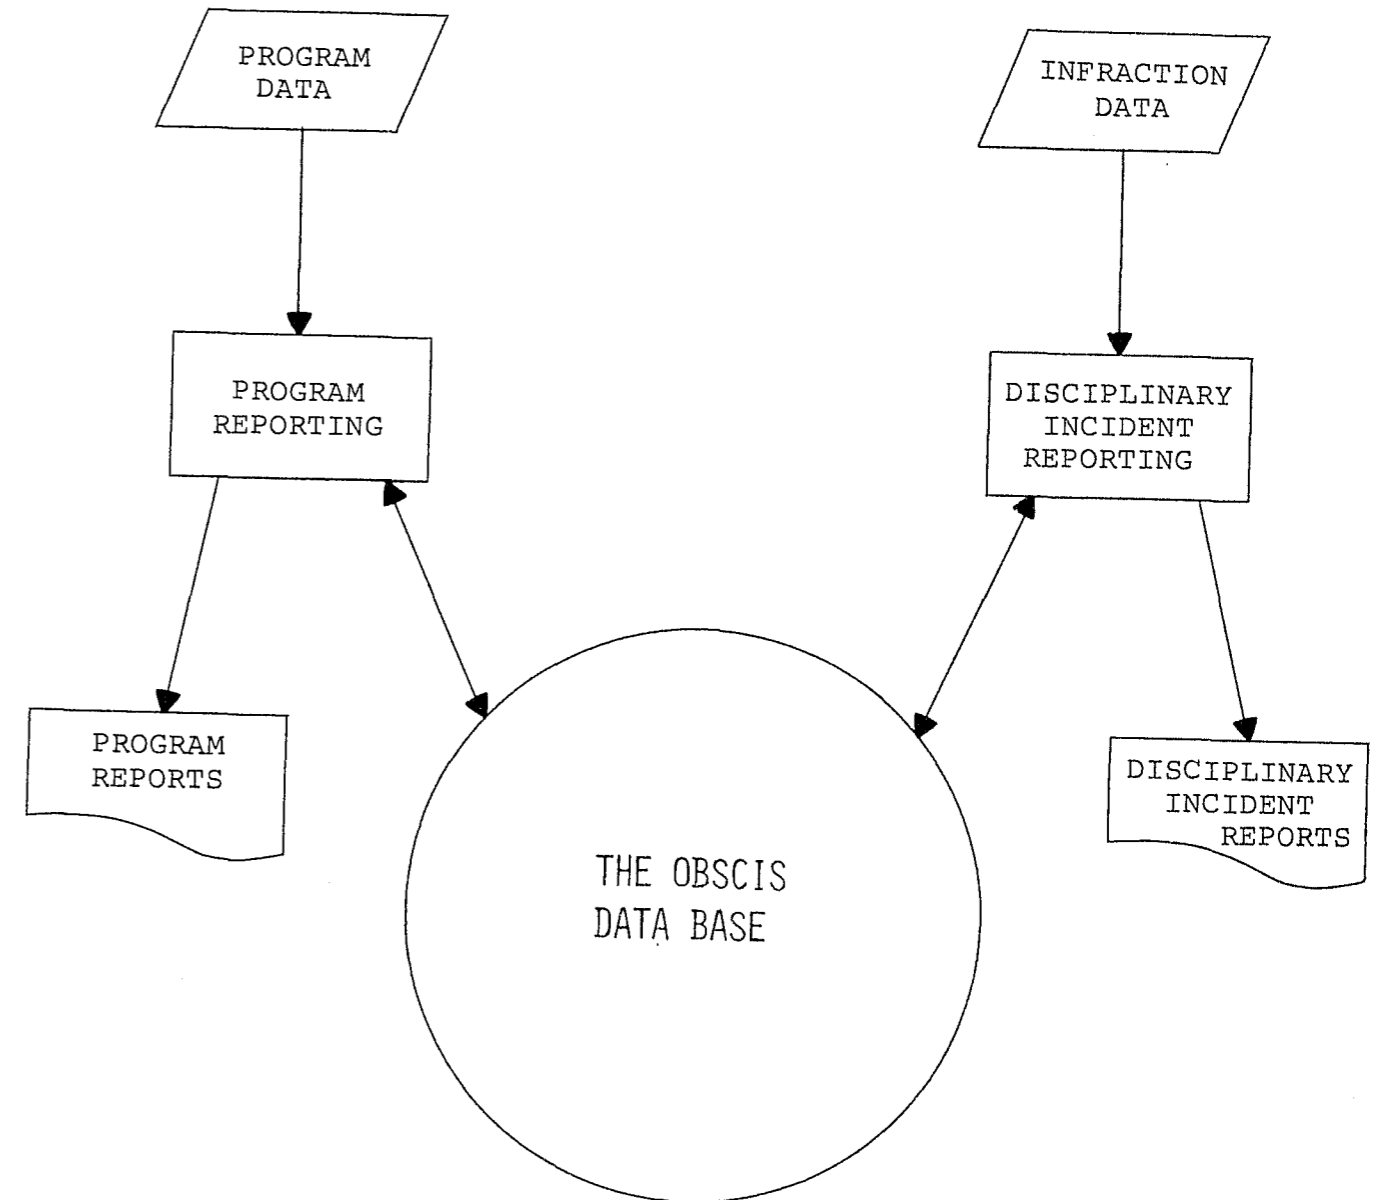 PROGRAM
DATA
INFRACTION
DATA
PROGRAM
REPORTING
DISCIPLINARY
INCIDENT
REPORTING
PROGRAM
REPORTS
DISCIPLINARY
INCIDENT
REPORTS
THE OBSCIS
DATA BASE